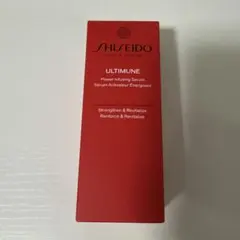 SHISEIDO
ULTIMUNE
Power Infusing Serum
Sérum Activateur Énergisant
Strengthen & Revitalize
Renforce & Revitalise